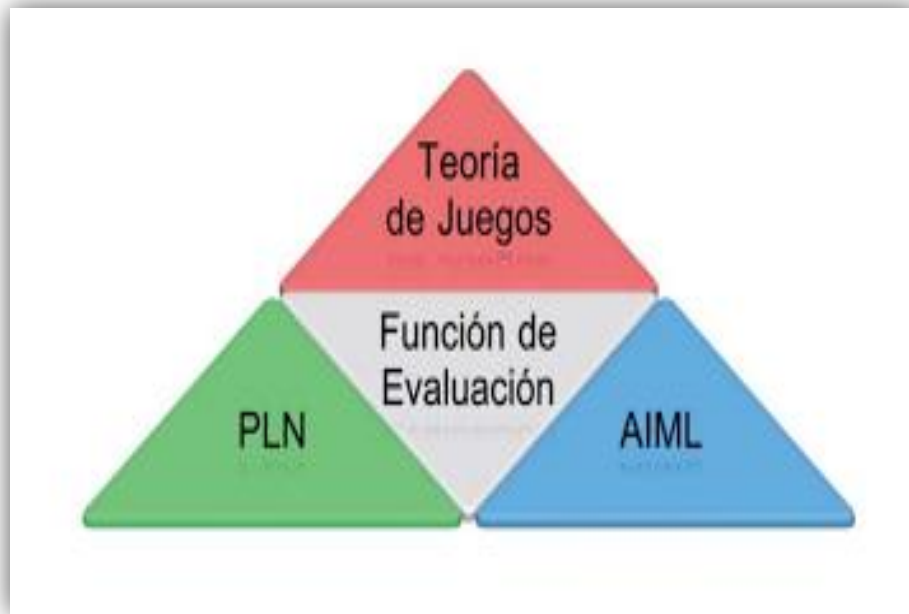 Teoría
de Juegos
Función de
Evaluación
PLN
AIML